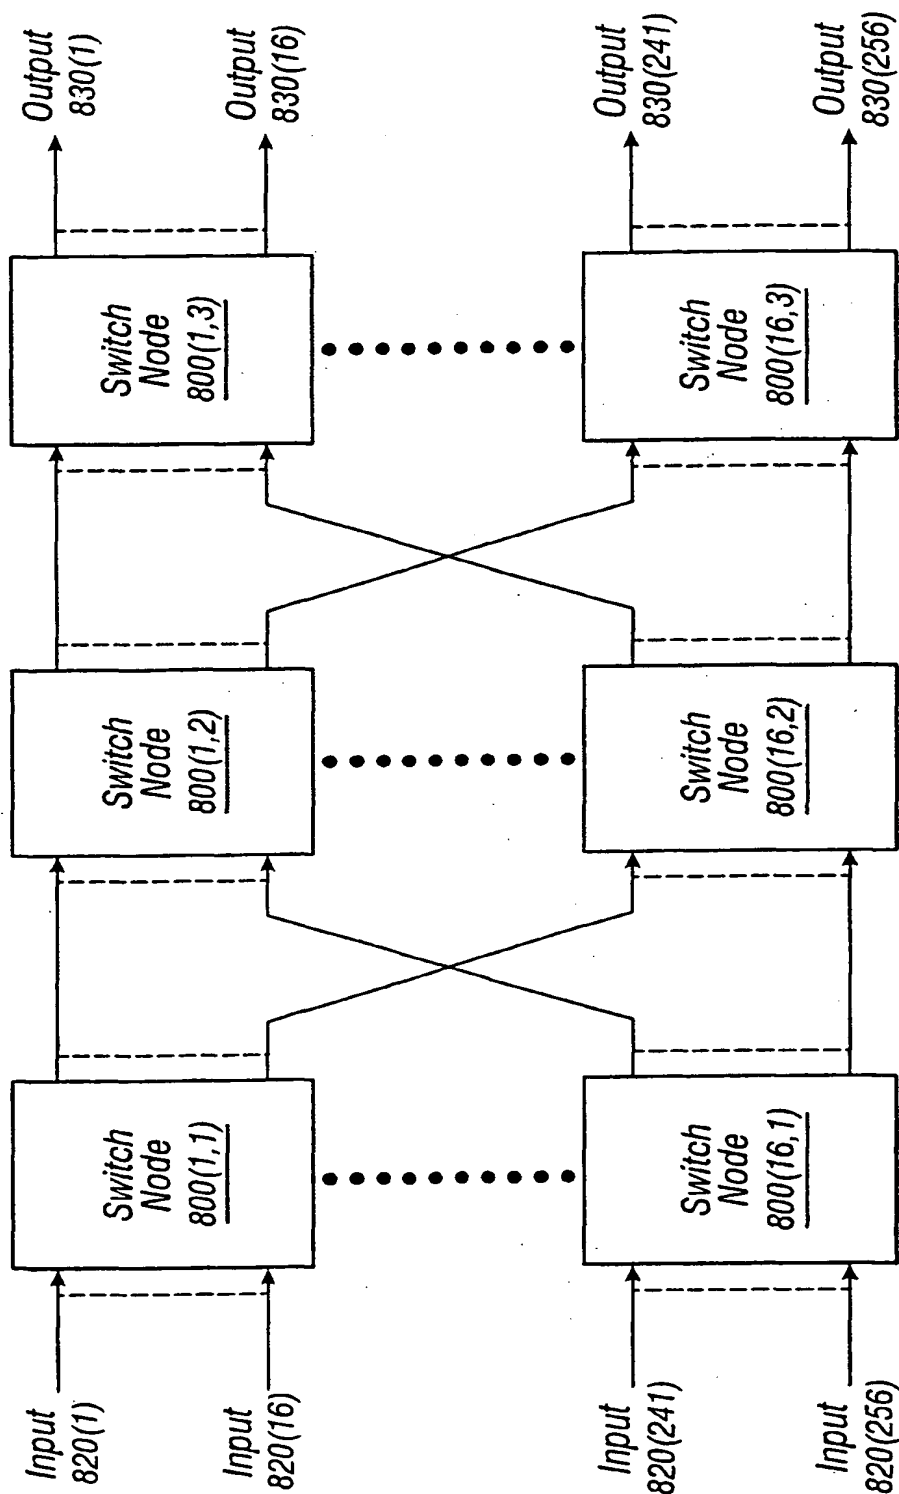 Output
830(1)
Output
830(16)
Output
830(241)
Output
830(256)
Switch
Node
800(1,3)
Switch
Node
800(16,3)
Switch
Node
800(1,2)
Switch
Node
800(16,2)
Switch
Node
800(1,1)
Switch
Node
800(16,1)
Input
820(1)
Input
820(16)
Input
820(241)
Input
820(256)